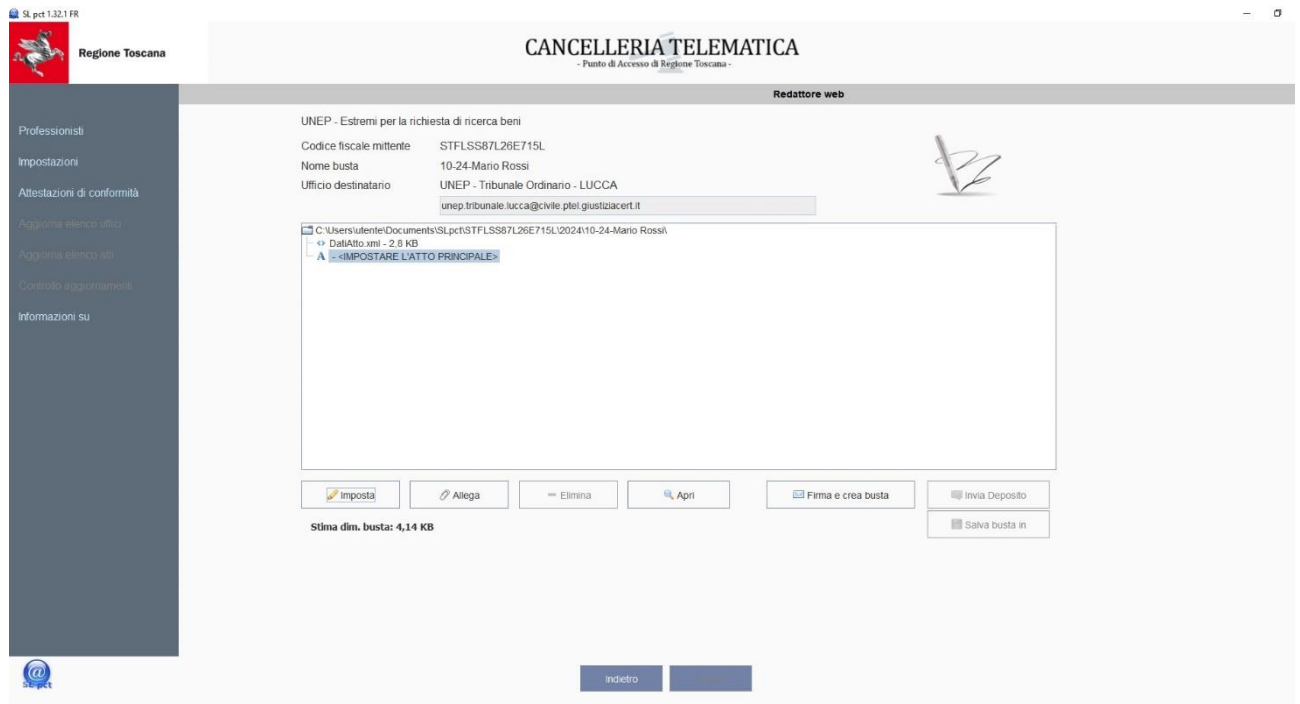 SL pct 1.32.1 FR
Regione Toscana
CANCELLERIA TELEMATICA
- Punto di Accesso di Regione Toscana -
Redattore web
Professionisti
Impostazioni
Attestazioni di conformità
Aggiorna elenco uffici
Aggiorna elenco atti
Controllo aggiornamenti
Informazioni su
UNEP - Estremi per la richiesta di ricerca beni
Codice fiscale mittente STFLSS87L26E715L
Nome busta 10-24-Mario Rossi
Ufficio destinatario UNEP - Tribunale Ordinario - LUCCA
unep.tribunale.lucca@civile.ptel.giustiziacert.it
C:\Users\utente\Documents\SLpct\STFLSS87L26E715L\2024\10-24-Mario Rossi\
DatiAtto.xml - 2,8 KB
A - <IMPOSTARE L'ATTO PRINCIPALE>
Imposta Allega Elimina Apri Firma e crea busta Invia Deposito
Salva busta in
Stima dim. busta: 4,14 KB
SL pct
Indietro